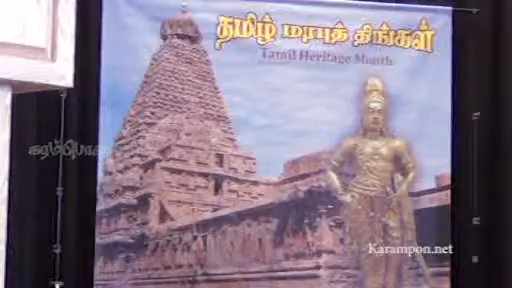 தமிழ் மரபுத் திங்கள்
Tamil Heritage Month
Karampon.net